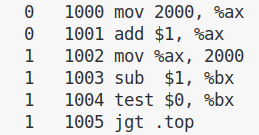 0 1000 mov 2000, %ax
0 1001 add $1, %ax
1 1002 mov %ax, 2000
1 1003 sub $1, %bx
1 1004 test $0, %bx
1 1005 jgt .top